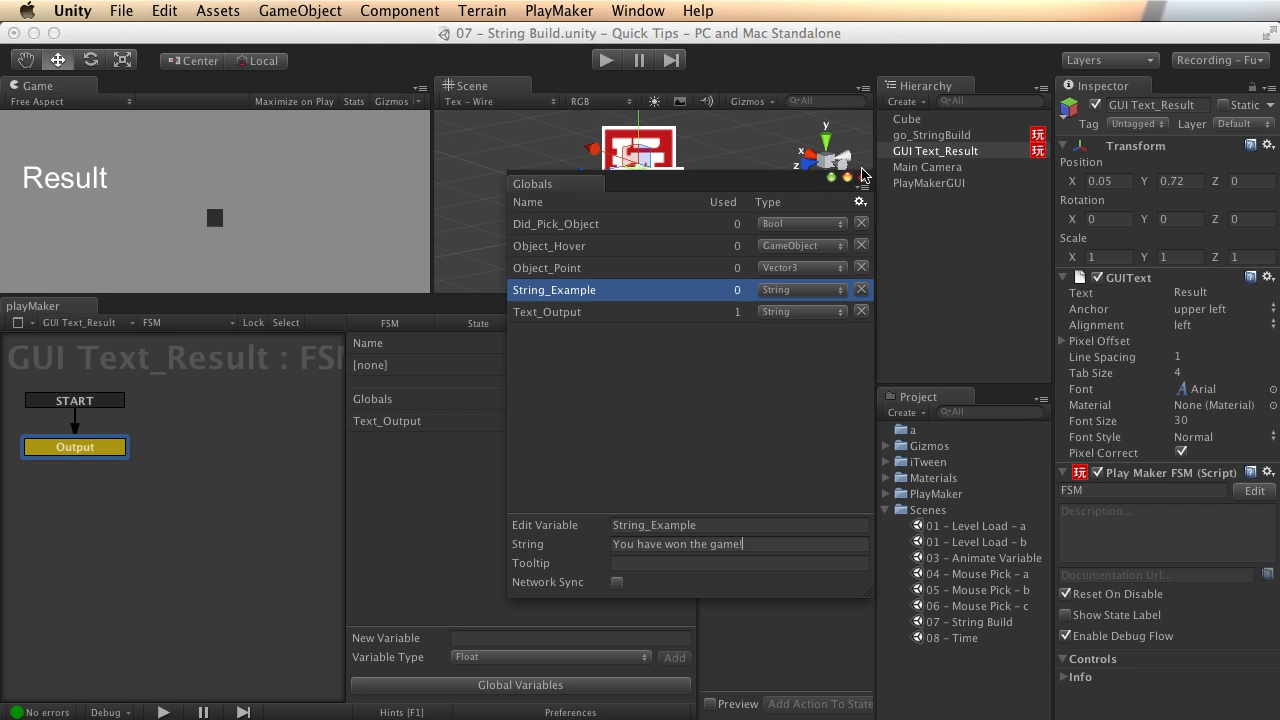 Unity File Edit Assets GameObject Component Terrain PlayMaker Window Help
07 – String Build.unity – Quick Tips – PC and Mac Standalone
Center Local Layers Recording – Fu
Game
Free Aspect Maximize on Play Stats Gizmos
Result
Scene
Tex – Wire RGB Gizmos All
y
x
z
Hierarchy
Create All
Cube
go_StringBuild 玩
GUI Text_Result 玩
Main Camera
PlayMakerGUI
Inspector
GUI Text_Result Static
Tag Untagged Layer Default
Transform
Position
X 0.05 Y 0.72 Z 0
Rotation
X 0 Y 0 Z 0
Scale
X 1 Y 1 Z 1
GUIText
Text Result
Anchor upper left
Alignment left
Pixel Offset
Line Spacing 1
Tab Size 4
Font Arial
Material None (Material)
Font Size 30
Font Style Normal
Pixel Correct
玩 Play Maker FSM (Script)
FSM Edit
Description...
Documentation Url...
Reset On Disable
Show State Label
Enable Debug Flow
Controls
Info
Globals
Name Used Type
Did_Pick_Object 0 Bool
Object_Hover 0 GameObject
Object_Point 0 Vector3
String_Example 0 String
Text_Output 1 String
Edit Variable String_Example
String You have won the game!
Tooltip
Network Sync
playMaker
GUI Text_Result FSM Lock Select
GUI Text_Result : FS
START
Output
FSM State
Name
[none]
Globals
Text_Output
New Variable
Variable Type Float Add
Global Variables
Project
Create All
a
Gizmos
iTween
Materials
PlayMaker
Scenes
01 – Level Load – a
01 – Level Load – b
03 – Animate Variable
04 – Mouse Pick – a
05 – Mouse Pick – b
06 – Mouse Pick – c
07 – String Build
08 – Time
No errors Debug Hints [F1] Preferences
Preview Add Action To State